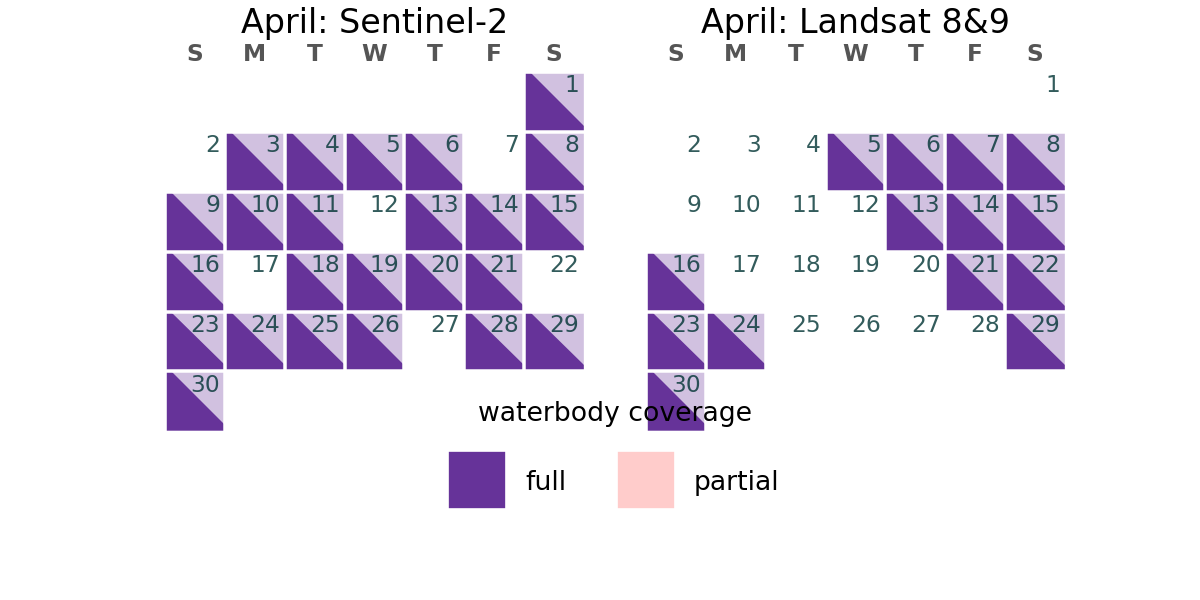 April: Sentinel-2
S M T W T F S
1
2 3 4 5 6 7 8
9 10 11 12 13 14 15
16 17 18 19 20 21 22
23 24 25 26 27 28 29
30
April: Landsat 8&9
S M T W T F S
1
2 3 4 5 6 7 8
9 10 11 12 13 14 15
16 17 18 19 20 21 22
23 24 25 26 27 28 29
30
waterbody coverage
full partial